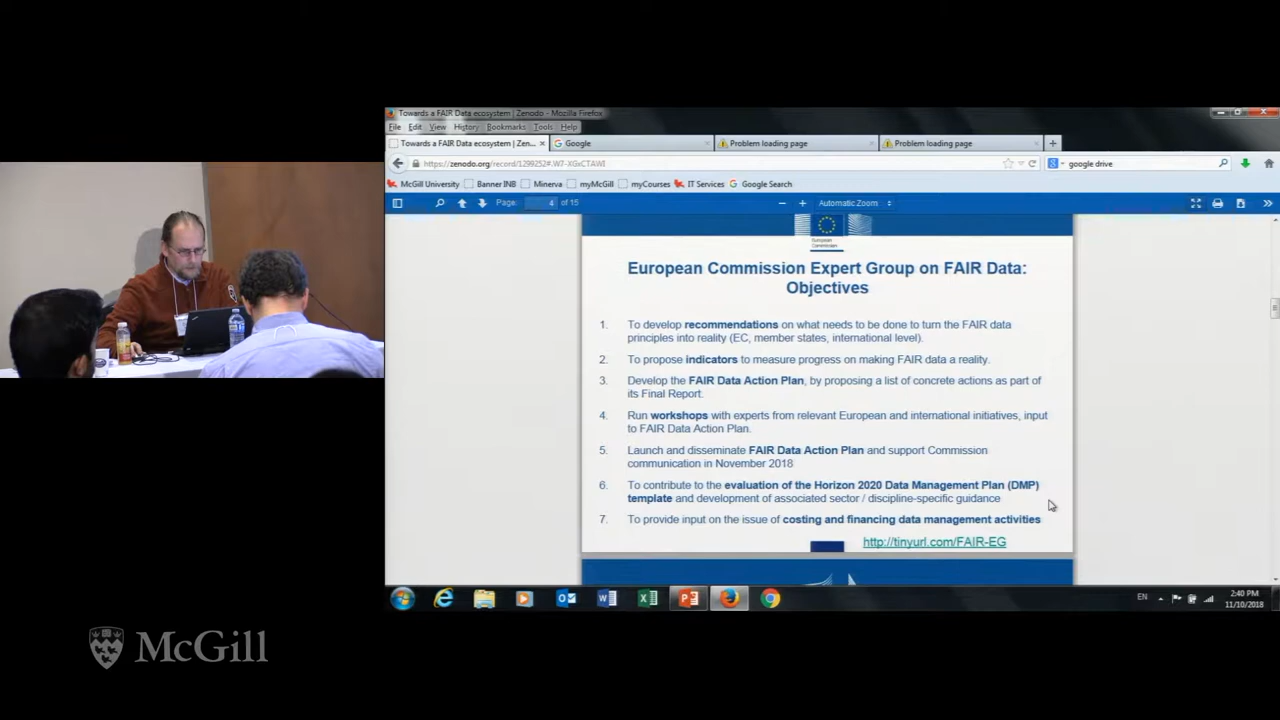 Towards a FAIR Data ecosystem | Zenodo - Mozilla Firefox
File Edit View History Bookmarks Tools Help
Towards a FAIR Data ecosystem | Zen... Google Problem loading page Problem loading page
https://zenodo.org/record/1299252#.W7-XGxCTAWI
google drive
McGill University Banner INB Minerva myMcGill myCourses IT Services Google Search
Page: 4 of 15 Automatic Zoom
European
Commission
European Commission Expert Group on FAIR Data:
Objectives
1. To develop recommendations on what needs to be done to turn the FAIR data
principles into reality (EC, member states, international level).
2. To propose indicators to measure progress on making FAIR data a reality.
3. Develop the FAIR Data Action Plan, by proposing a list of concrete actions as part of
its Final Report.
4. Run workshops with experts from relevant European and international initiatives, input
to FAIR Data Action Plan.
5. Launch and disseminate FAIR Data Action Plan and support Commission
communication in November 2018
6. To contribute to the evaluation of the Horizon 2020 Data Management Plan (DMP)
template and development of associated sector / discipline-specific guidance
7. To provide input on the issue of costing and financing data management activities
http://tinyurl.com/FAIR-EG
EN
2:40 PM
11/10/2018
McGill